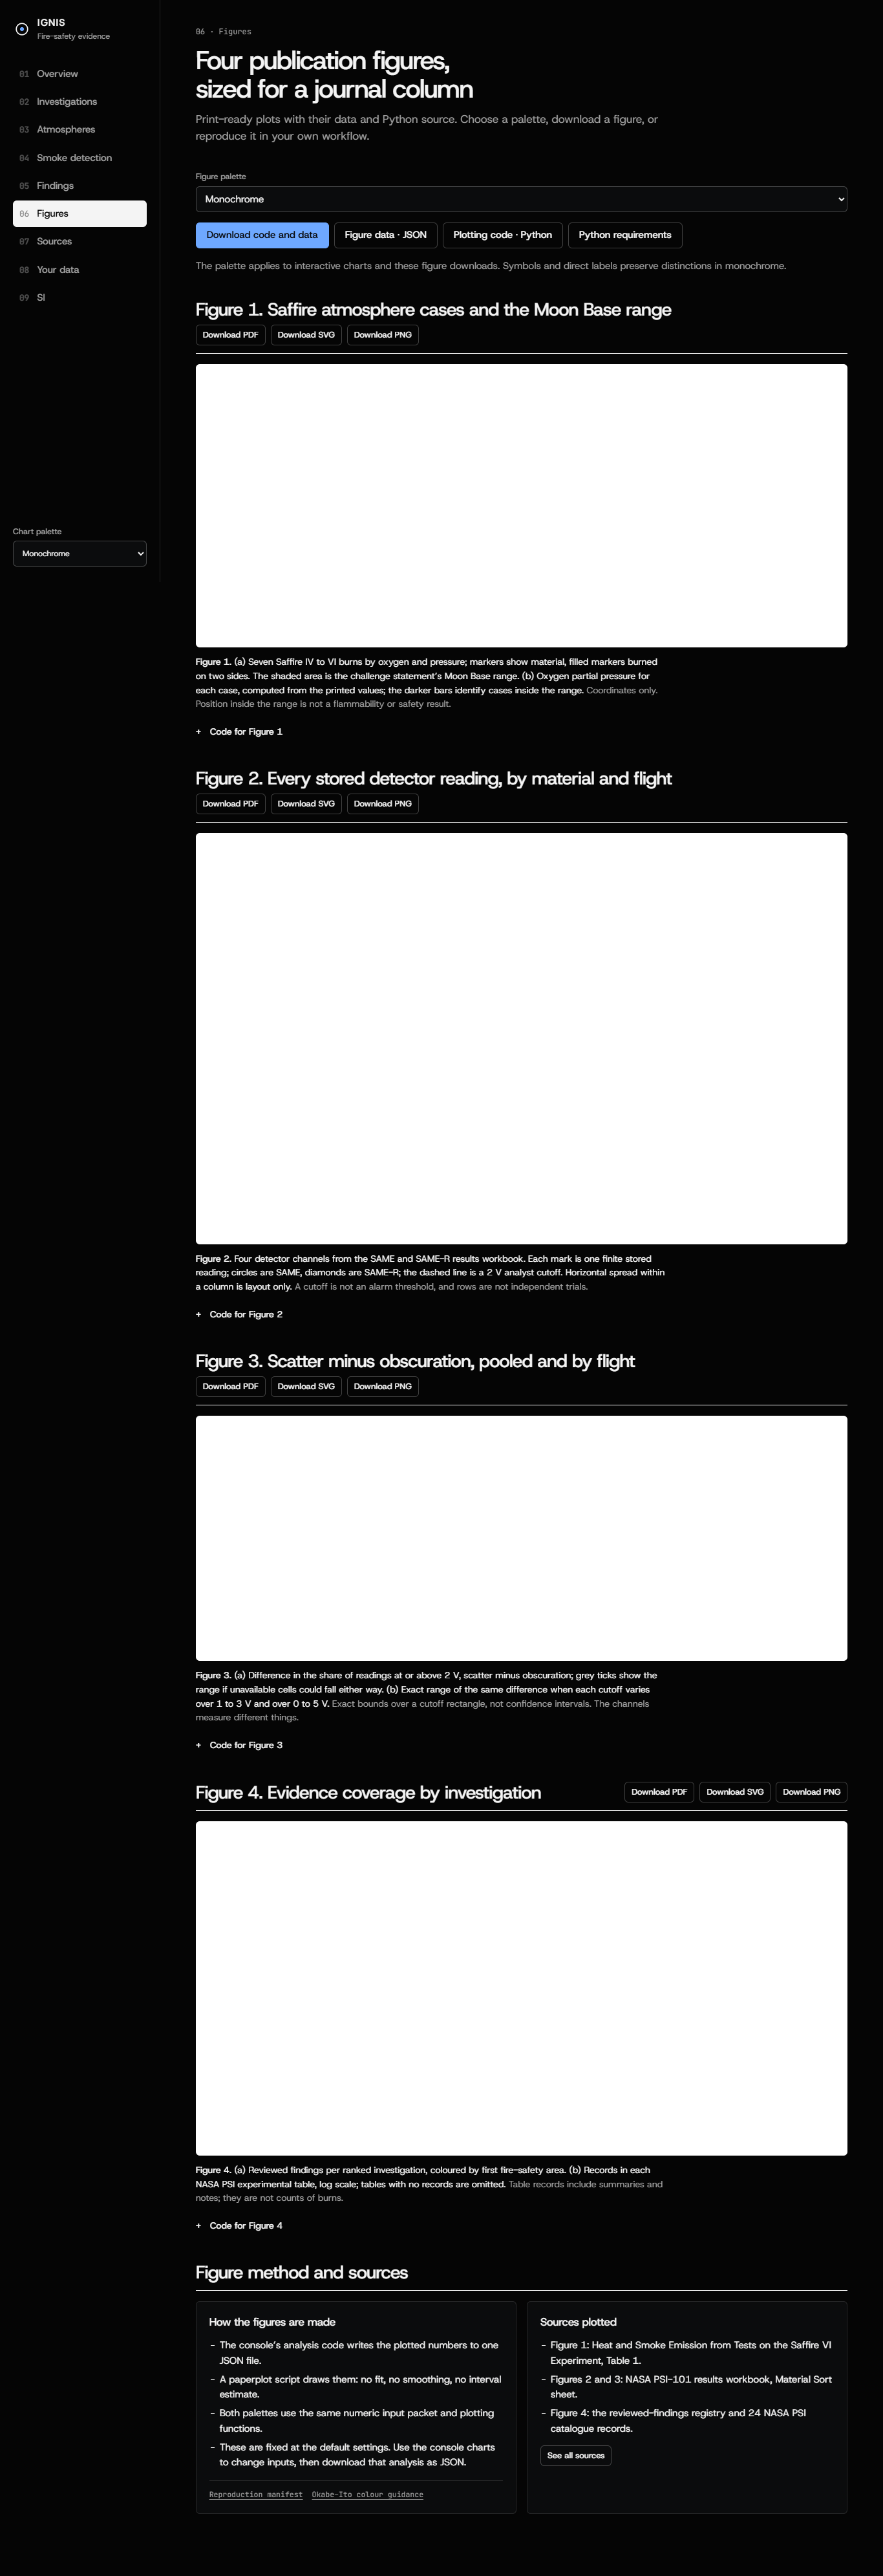 IGNIS
Fire-safety evidence
01 Overview
02 Investigations
03 Atmospheres
04 Smoke detection
05 Findings
06 Figures
07 Sources
08 Your data
09 SI
Chart palette
Monochrome
06 · Figures
Four publication figures,
sized for a journal column
Print-ready plots with their data and Python source. Choose a palette, download a figure, or
reproduce it in your own workflow.
Figure palette
Monochrome
Download code and data
Figure data · JSON
Plotting code · Python
Python requirements
The palette applies to interactive charts and these figure downloads. Symbols and direct labels preserve distinctions in monochrome.
Figure 1. Saffire atmosphere cases and the Moon Base range
Download PDF
Download SVG
Download PNG
Figure 1. (a) Seven Saffire IV to VI burns by oxygen and pressure; markers show material, filled markers burned
on two sides. The shaded area is the challenge statement's Moon Base range. (b) Oxygen partial pressure for
each case, computed from the printed values; the darker bars identify cases inside the range. Coordinates only.
Position inside the range is not a flammability or safety result.
+ Code for Figure 1
Figure 2. Every stored detector reading, by material and flight
Download PDF
Download SVG
Download PNG
Figure 2. Four detector channels from the SAME and SAME-R results workbook. Each mark is one finite stored
reading; circles are SAME, diamonds are SAME-R; the dashed line is a 2 V analyst cutoff. Horizontal spread within
a column is layout only. A cutoff is not an alarm threshold, and rows are not independent trials.
+ Code for Figure 2
Figure 3. Scatter minus obscuration, pooled and by flight
Download PDF
Download SVG
Download PNG
Figure 3. (a) Difference in the share of readings at or above 2 V, scatter minus obscuration; grey ticks show the
range if unavailable cells could fall either way. (b) Exact range of the same difference when each cutoff varies
over 1 to 3 V and over 0 to 5 V. Exact bounds over a cutoff rectangle, not confidence intervals. The channels
measure different things.
+ Code for Figure 3
Figure 4. Evidence coverage by investigation
Download PDF
Download SVG
Download PNG
Figure 4. (a) Reviewed findings per ranked investigation, coloured by first fire-safety area. (b) Records in each
NASA PSI experimental table, log scale; tables with no records are omitted. Table records include summaries and
notes; they are not counts of burns.
+ Code for Figure 4
Figure method and sources
How the figures are made
– The console's analysis code writes the plotted numbers to one
JSON file.
– A paperplot script draws them: no fit, no smoothing, no interval
estimate.
– Both palettes use the same numeric input packet and plotting
functions.
– These are fixed at the default settings. Use the console charts
to change inputs, then download that analysis as JSON.
Reproduction manifest
Okabe-Ito colour guidance
Sources plotted
– Figure 1: Heat and Smoke Emission from Tests on the Saffire VI
Experiment, Table 1.
– Figures 2 and 3: NASA PSI-101 results workbook, Material Sort
sheet.
– Figure 4: the reviewed-findings registry and 24 NASA PSI
catalogue records.
See all sources